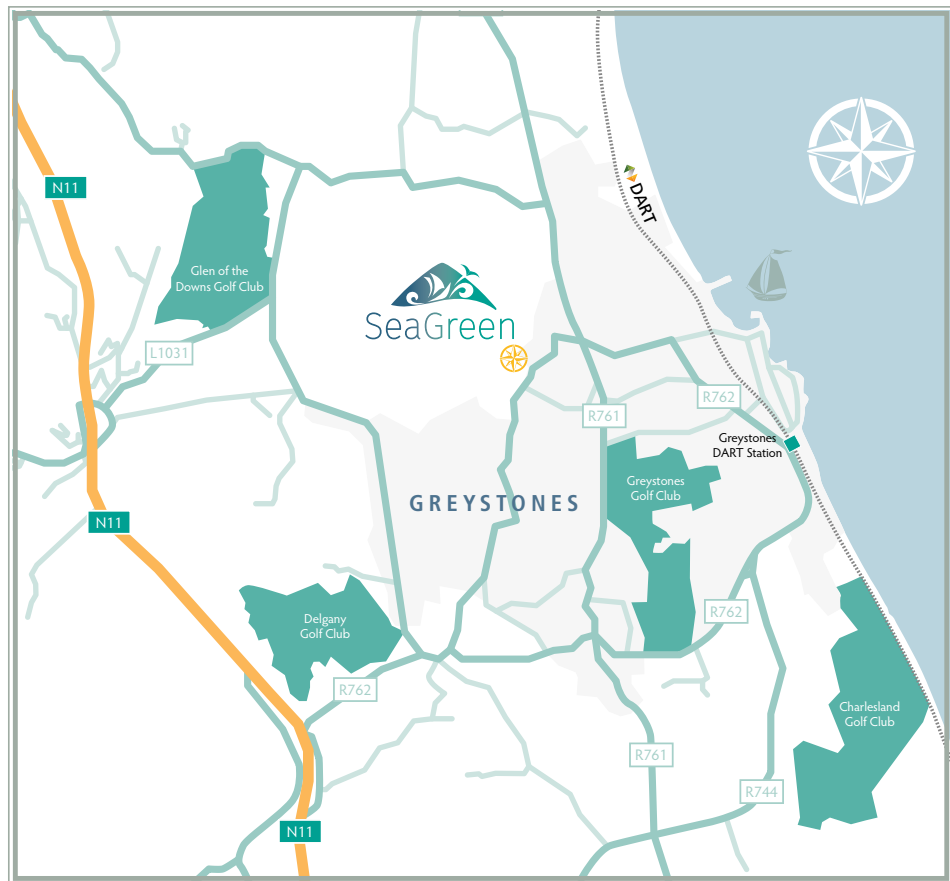 DART
N11
Glen of the
Downs Golf Club
SeaGreen
L1031
R762
R761
Greystones
DART Station
GREYSTONES
Greystones
Golf Club
N11
Delgany
Golf Club
R762
R762
Charlesland
Golf Club
R761
R744
N11